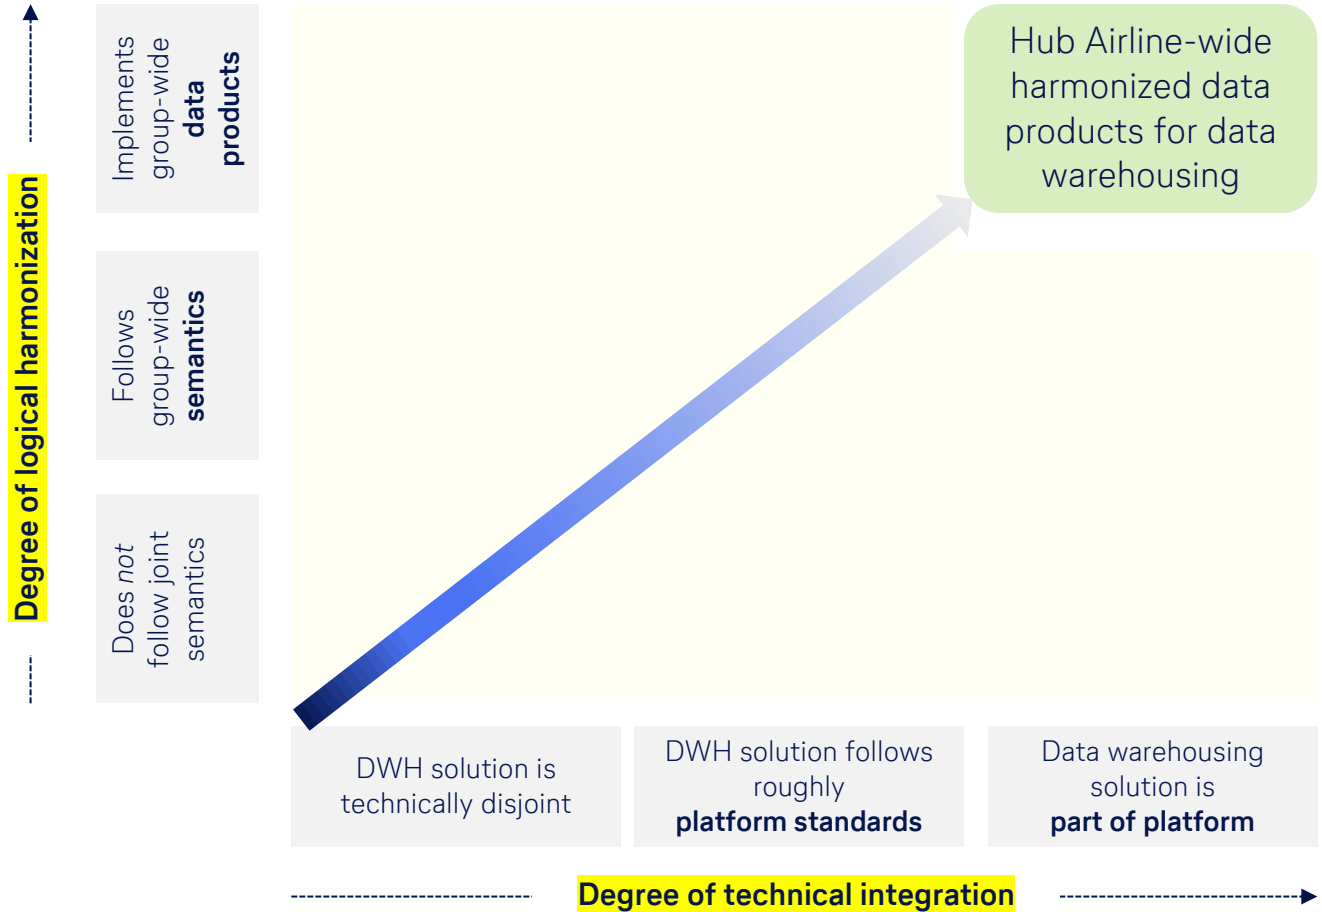 Degree of logical harmonization
Implements
group-wide
data
products
Follows
group-wide
semantics
Does not
follow joint
semantics
Hub Airline-wide
harmonized data
products for data
warehousing
DWH solution is
technically disjoint
DWH solution follows
roughly
platform standards
Data warehousing
solution is
part of platform
Degree of technical integration